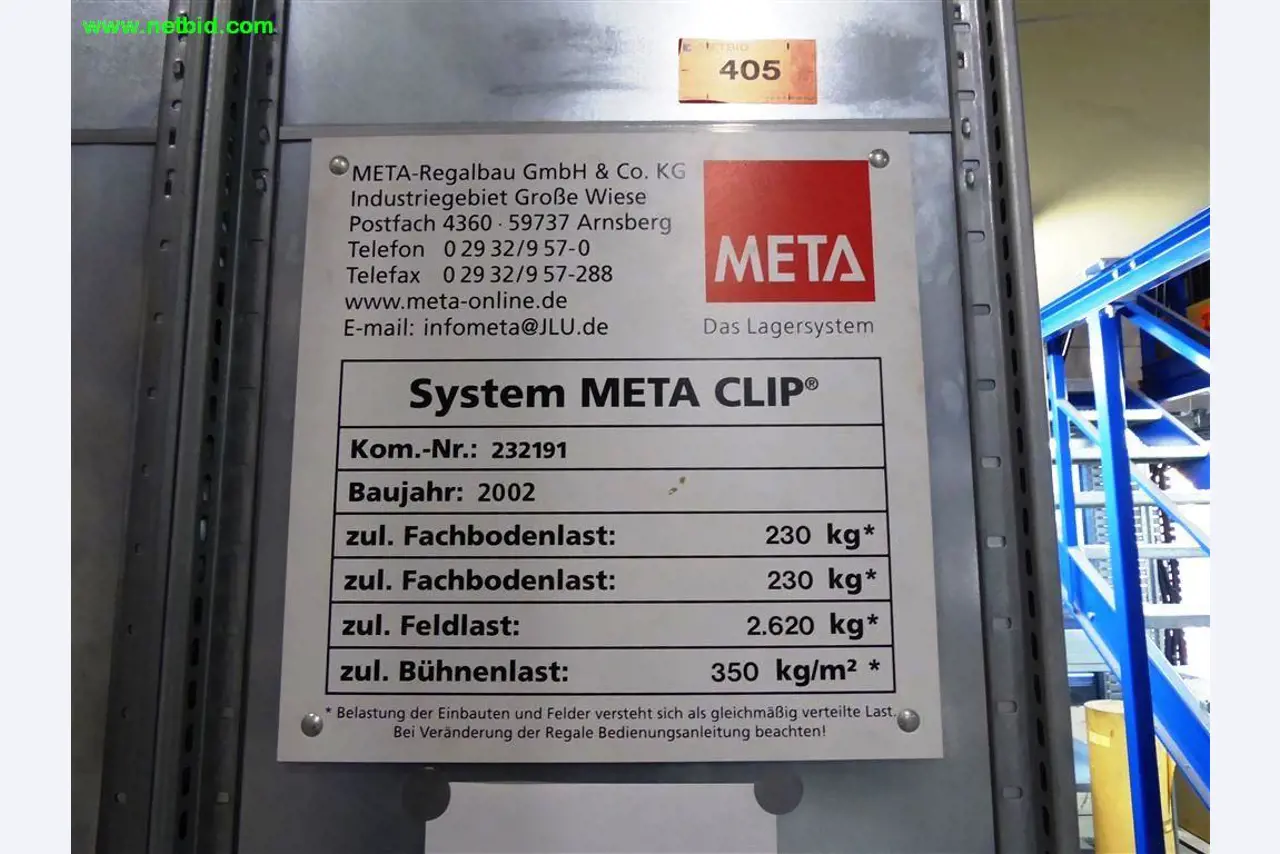 www.netbid.com
NETBID
405
META-Regalbau GmbH & Co. KG
Industriegebiet Große Wiese
Postfach 4360 · 59737 Arnsberg
Telefon 0 29 32/9 57-0
Telefax 0 29 32/9 57-288
www.meta-online.de
E-mail: infometa@JLU.de
META
Das Lagersystem
System META CLIP®
Kom.-Nr.: 232191
Baujahr: 2002
zul. Fachbodenlast: 230 kg*
zul. Fachbodenlast: 230 kg*
zul. Feldlast: 2.620 kg*
zul. Bühnenlast: 350 kg/m² *
* Belastung der Einbauten und Felder versteht sich als gleichmäßig verteilte Last.
Bei Veränderung der Regale Bedienungsanleitung beachten!